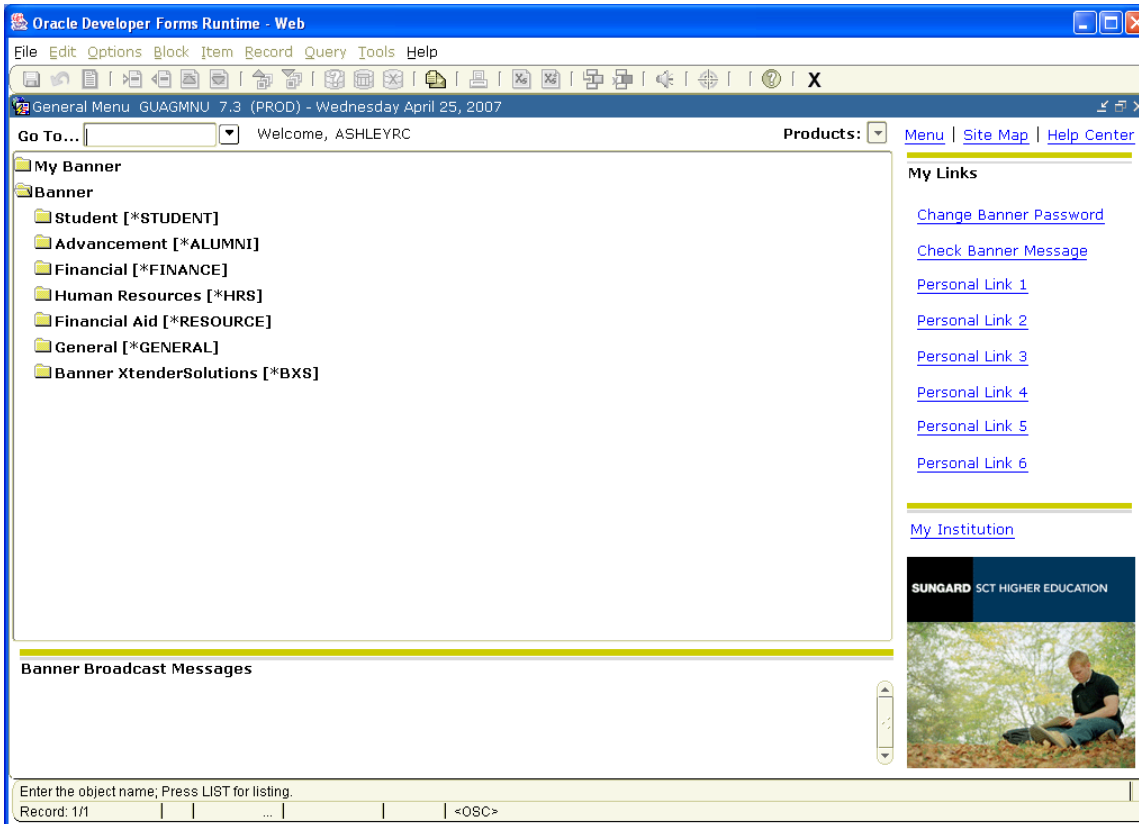 Oracle Developer Forms Runtime - Web
File Edit Options Block Item Record Query Tools Help
X
General Menu GUAGMNU 7.3 (PROD) - Wednesday April 25, 2007
Go To... Welcome, ASHLEYRC Products: Menu | Site Map | Help Center
My Banner
Banner
Student [*STUDENT]
Advancement [*ALUMNI]
Financial [*FINANCE]
Human Resources [*HRS]
Financial Aid [*RESOURCE]
General [*GENERAL]
Banner XtenderSolutions [*BXS]
My Links
Change Banner Password
Check Banner Message
Personal Link 1
Personal Link 2
Personal Link 3
Personal Link 4
Personal Link 5
Personal Link 6
My Institution
SUNGARD SCT HIGHER EDUCATION
Banner Broadcast Messages
Enter the object name; Press LIST for listing.
Record: 1/1 ... <OSC>